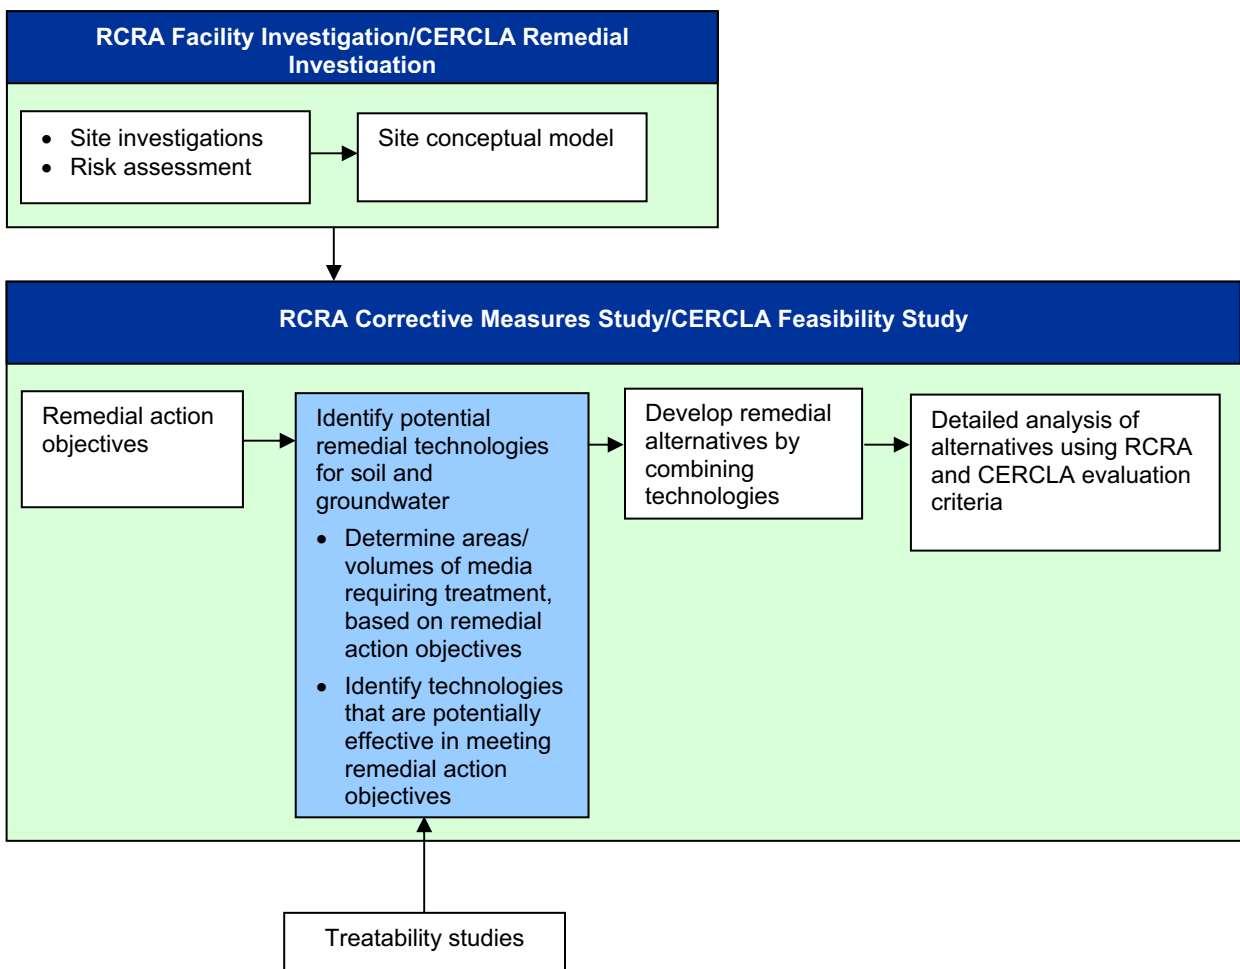 RCRA Facility Investigation/CERCLA Remedial
Investigation
• Site investigations
• Risk assessment
Site conceptual model
RCRA Corrective Measures Study/CERCLA Feasibility Study
Remedial action
objectives
Identify potential
remedial technologies
for soil and
groundwater
• Determine areas/
volumes of media
requiring treatment,
based on remedial
action objectives
• Identify technologies
that are potentially
effective in meeting
remedial action
objectives
Develop remedial
alternatives by
combining
technologies
Detailed analysis of
alternatives using RCRA
and CERCLA evaluation
criteria
Treatability studies